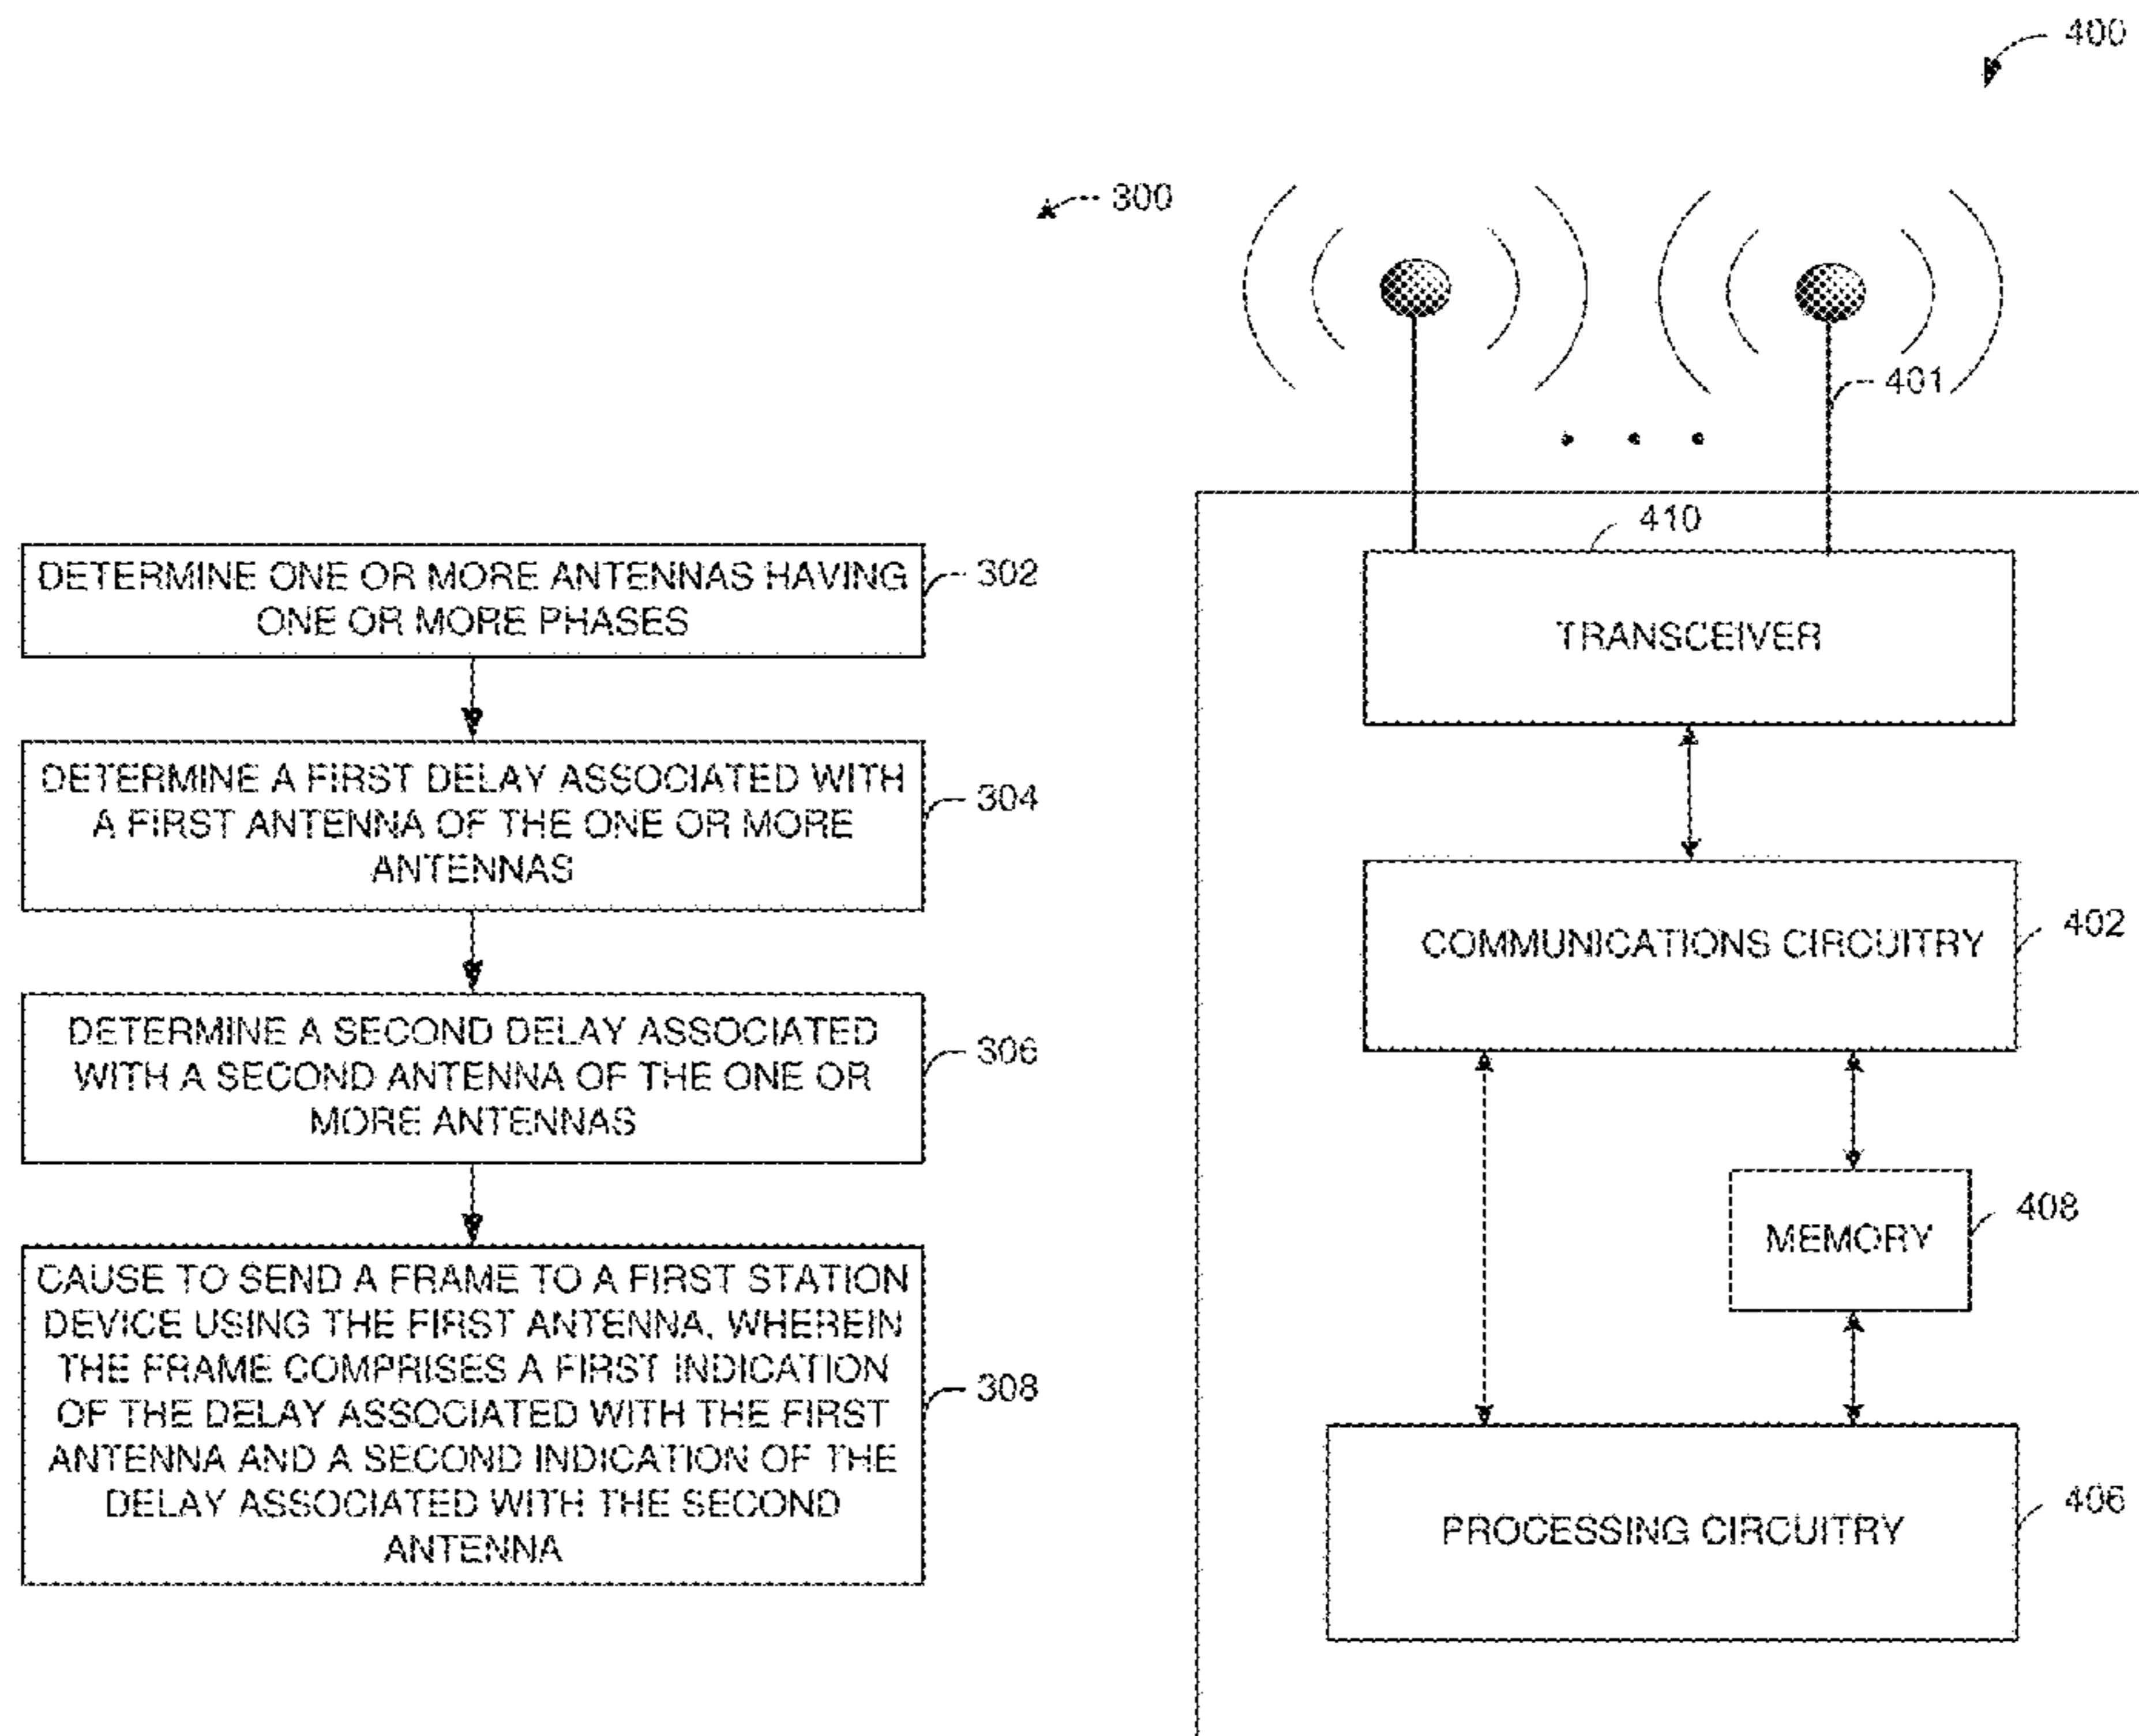 300
DETERMINE ONE OR MORE ANTENNAS HAVING
ONE OR MORE PHASES
302
DETERMINE A FIRST DELAY ASSOCIATED WITH
A FIRST ANTENNA OF THE ONE OR MORE
ANTENNAS
304
DETERMINE A SECOND DELAY ASSOCIATED
WITH A SECOND ANTENNA OF THE ONE OR
MORE ANTENNAS
306
CAUSE TO SEND A FRAME TO A FIRST STATION
DEVICE USING THE FIRST ANTENNA, WHEREIN
THE FRAME COMPRISES A FIRST INDICATION
OF THE DELAY ASSOCIATED WITH THE FIRST
ANTENNA AND A SECOND INDICATION OF THE
DELAY ASSOCIATED WITH THE SECOND
ANTENNA
308
400
401
410
TRANSCEIVER
COMMUNICATIONS CIRCUITRY
402
MEMORY
408
PROCESSING CIRCUITRY
406